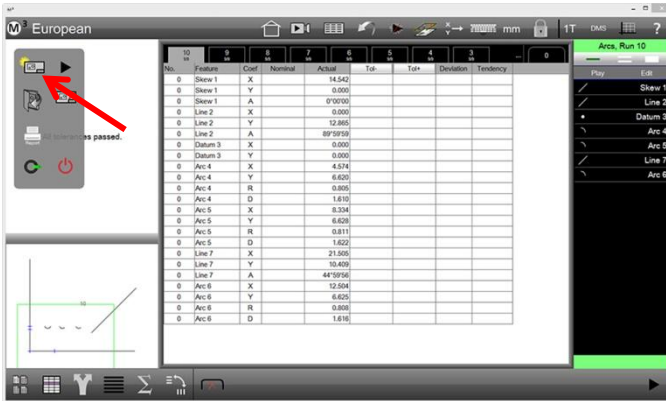 M³ European
mm
1T
DMS
?
10 9 8 7 6 5 4 3 ... 0
Arcs, Run 10
Play Edit
Skew 1
Line 2
Datum 3
Arc 4
Arc 5
Line 7
Arc 6
Report
passed.
No. Feature Coef Nominal Actual Tol- Tol+ Deviation Tendency
0 Skew 1 X 14.542
0 Skew 1 Y 0.000
0 Skew 1 A 0°00'00
0 Line 2 X 0.000
0 Line 2 Y 12.865
0 Line 2 A 89°59'59
0 Datum 3 X 0.000
0 Datum 3 Y 0.000
0 Arc 4 X 4.574
0 Arc 4 Y 6.620
0 Arc 4 R 0.805
0 Arc 4 D 1.610
0 Arc 5 X 8.334
0 Arc 5 Y 6.628
0 Arc 5 R 0.811
0 Arc 5 D 1.622
0 Line 7 X 21.505
0 Line 7 Y 10.409
0 Line 7 A 44°59'56
0 Arc 6 X 12.504
0 Arc 6 Y 6.625
0 Arc 6 R 0.808
0 Arc 6 D 1.616
10